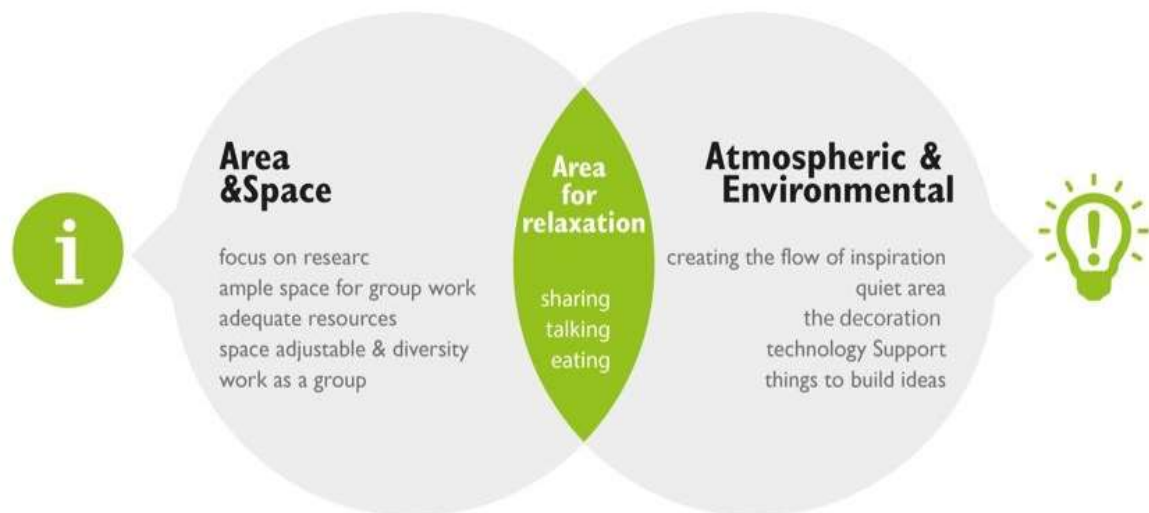 i
Area
&Space
focus on researc
ample space for group work
adequate resources
space adjustable & diversity
work as a group
Area
for
relaxation
sharing
talking
eating
Atmospheric &
Environmental
creating the flow of inspiration
quiet area
the decoration
technology Support
things to build ideas
!